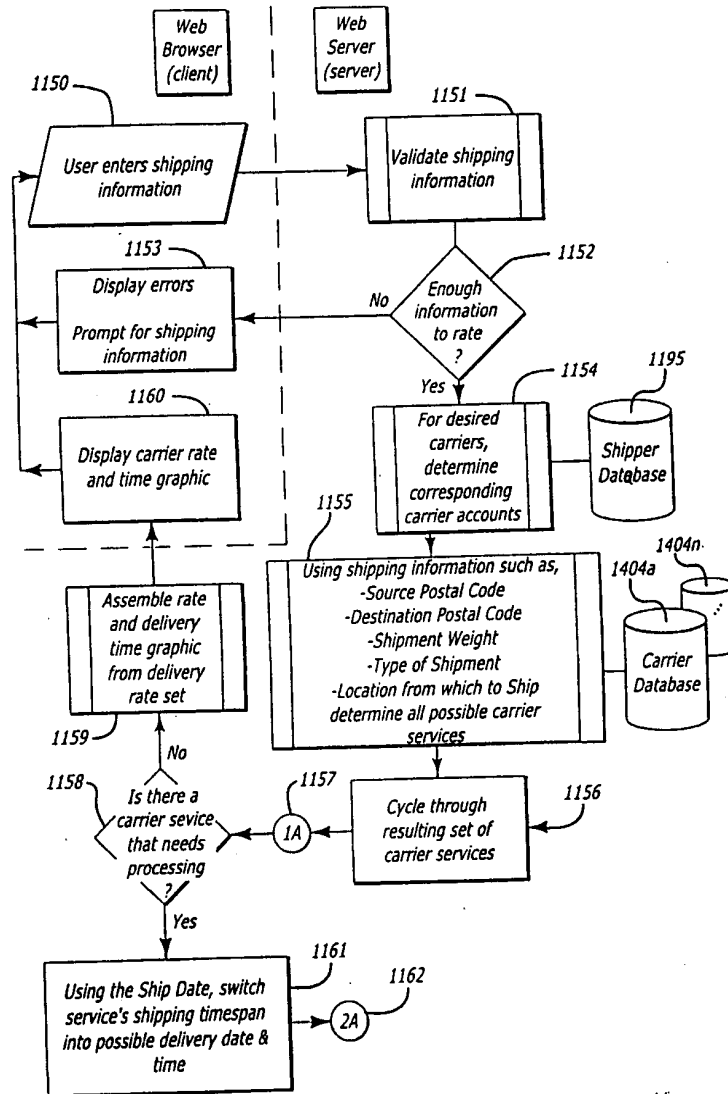 Web
Browser
(client)
Web
Server
(server)
1150
User enters shipping
information
1151
Validate shipping
information
1152
Enough
information
to rate
?
No
Yes
1153
Display errors
Prompt for shipping
information
1160
Display carrier rate
and time graphic
1154
For desired
carriers,
determine
corresponding
carrier accounts
1195
Shipper
Database
1155
Using shipping information such as,
-Source Postal Code
-Destination Postal Code
-Shipment Weight
-Type of Shipment
-Location from which to Ship
determine all possible carrier
services
1404a
1404n
Carrier
Database
Assemble rate
and delivery
time graphic
from delivery
rate set
1159
No
1158
Is there a
carrier sevice
that needs
processing
?
Yes
1157
1A
Cycle through
resulting set of
carrier services
1156
1161
Using the Ship Date, switch
service's shipping timespan
into possible delivery date &
time
1162
2A